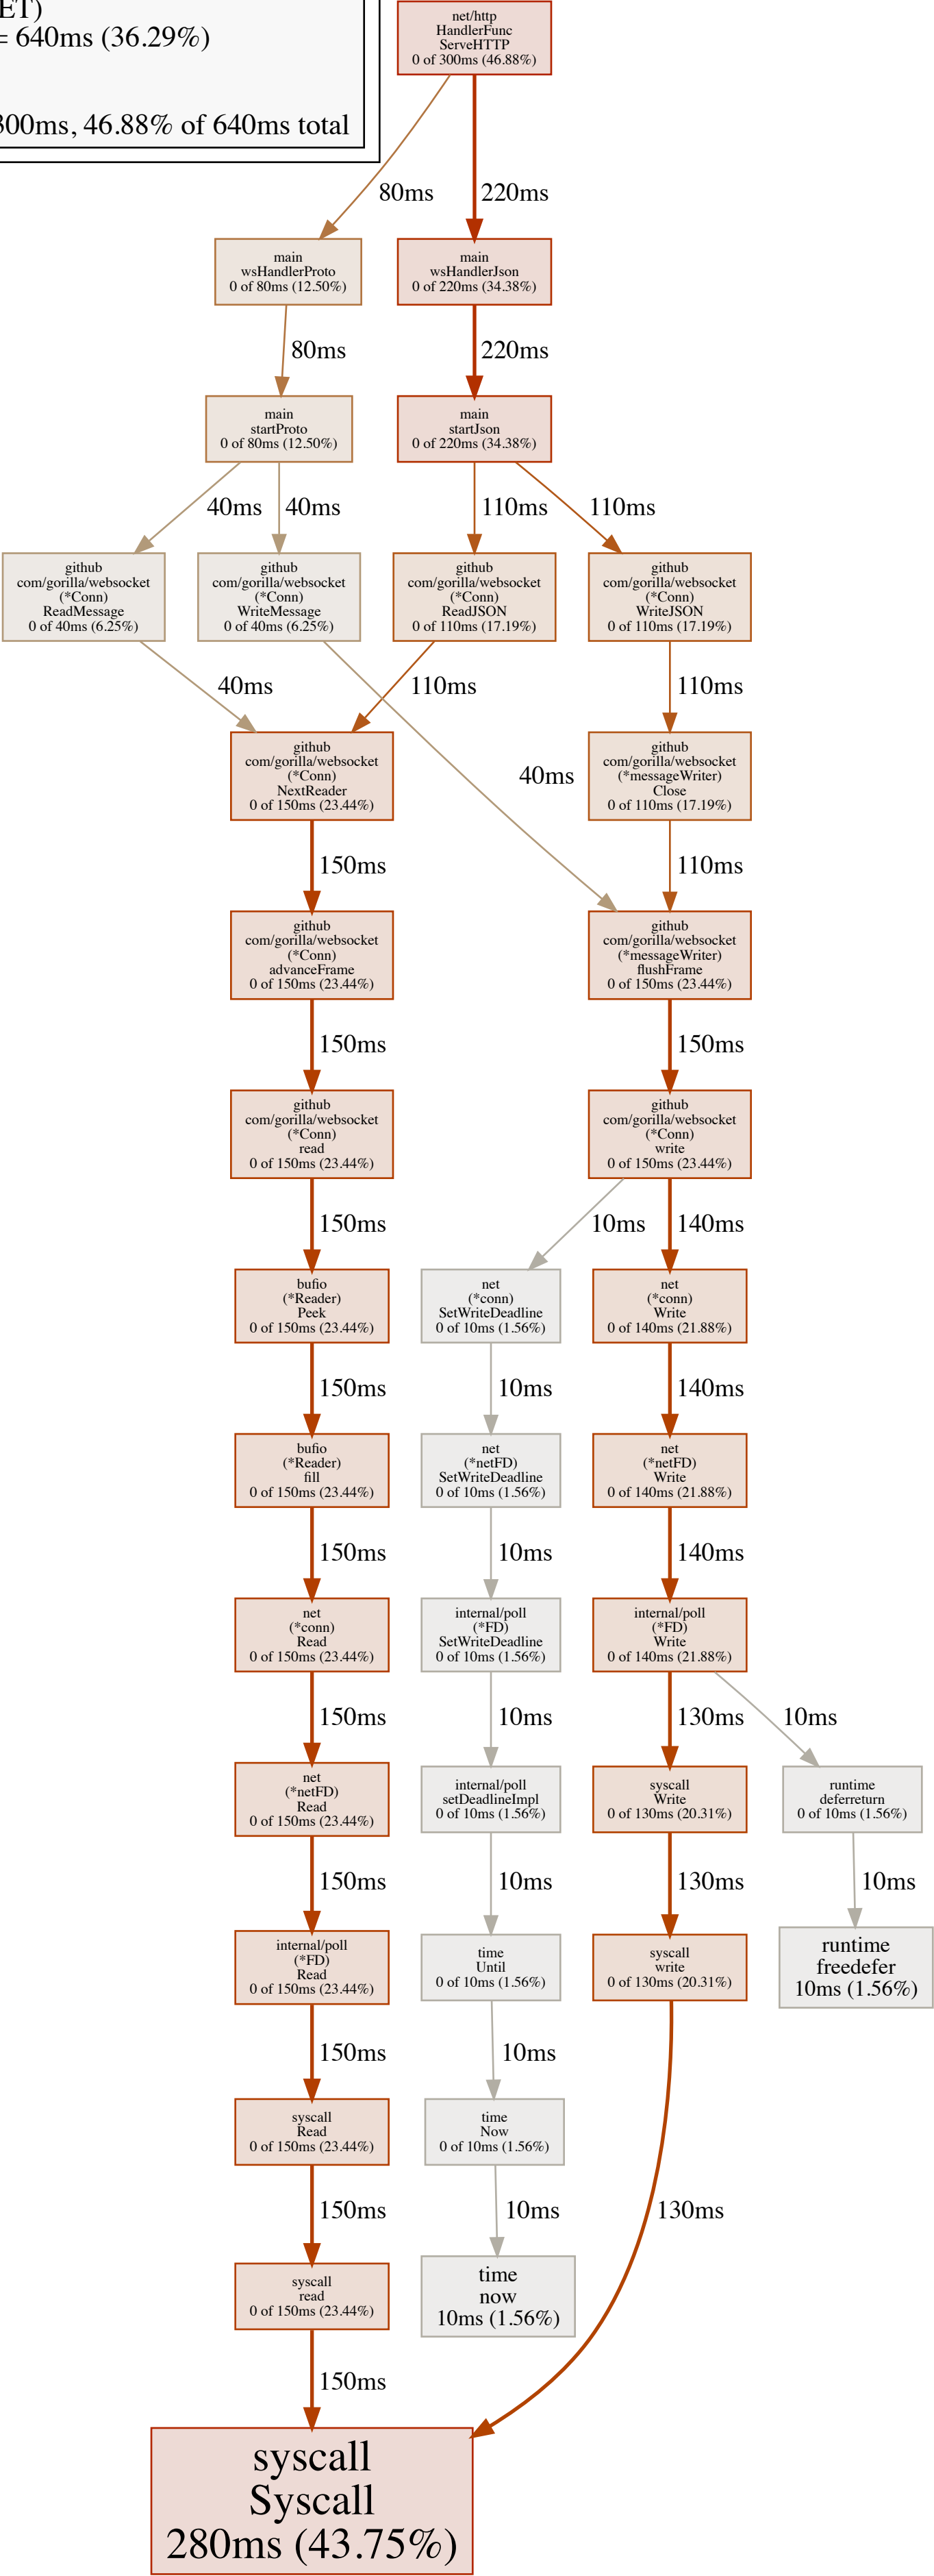 ET)
= 640ms (36.29%)
300ms, 46.88% of 640ms total
net/http
HandlerFunc
ServeHTTP
0 of 300ms (46.88%)
80ms
220ms
main
wsHandlerProto
0 of 80ms (12.50%)
main
wsHandlerJson
0 of 220ms (34.38%)
80ms
220ms
main
startProto
0 of 80ms (12.50%)
main
startJson
0 of 220ms (34.38%)
40ms
40ms
110ms
110ms
github
com/gorilla/websocket
(*Conn)
ReadMessage
0 of 40ms (6.25%)
github
com/gorilla/websocket
(*Conn)
WriteMessage
0 of 40ms (6.25%)
github
com/gorilla/websocket
(*Conn)
ReadJSON
0 of 110ms (17.19%)
github
com/gorilla/websocket
(*Conn)
WriteJSON
0 of 110ms (17.19%)
40ms
110ms
110ms
github
com/gorilla/websocket
(*Conn)
NextReader
0 of 150ms (23.44%)
40ms
github
com/gorilla/websocket
(*messageWriter)
Close
0 of 110ms (17.19%)
150ms
110ms
github
com/gorilla/websocket
(*Conn)
advanceFrame
0 of 150ms (23.44%)
github
com/gorilla/websocket
(*messageWriter)
flushFrame
0 of 150ms (23.44%)
150ms
150ms
github
com/gorilla/websocket
(*Conn)
read
0 of 150ms (23.44%)
github
com/gorilla/websocket
(*Conn)
write
0 of 150ms (23.44%)
150ms
10ms
140ms
bufio
(*Reader)
Peek
0 of 150ms (23.44%)
net
(*conn)
SetWriteDeadline
0 of 10ms (1.56%)
net
(*conn)
Write
0 of 140ms (21.88%)
150ms
10ms
140ms
bufio
(*Reader)
fill
0 of 150ms (23.44%)
net
(*netFD)
SetWriteDeadline
0 of 10ms (1.56%)
net
(*netFD)
Write
0 of 140ms (21.88%)
150ms
10ms
140ms
net
(*conn)
Read
0 of 150ms (23.44%)
internal/poll
(*FD)
SetWriteDeadline
0 of 10ms (1.56%)
internal/poll
(*FD)
Write
0 of 140ms (21.88%)
150ms
10ms
130ms
10ms
net
(*netFD)
Read
0 of 150ms (23.44%)
internal/poll
setDeadlineImpl
0 of 10ms (1.56%)
syscall
Write
0 of 130ms (20.31%)
runtime
deferreturn
0 of 10ms (1.56%)
150ms
10ms
130ms
10ms
internal/poll
(*FD)
Read
0 of 150ms (23.44%)
time
Until
0 of 10ms (1.56%)
syscall
write
0 of 130ms (20.31%)
runtime
freedefer
10ms (1.56%)
150ms
10ms
syscall
Read
0 of 150ms (23.44%)
time
Now
0 of 10ms (1.56%)
150ms
10ms
130ms
syscall
read
0 of 150ms (23.44%)
time
now
10ms (1.56%)
150ms
syscall
Syscall
280ms (43.75%)